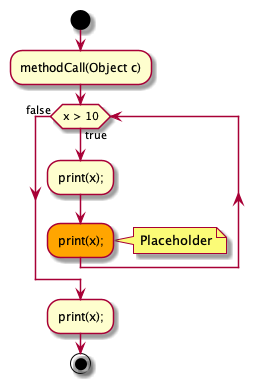 methodCall(Object c)
false
x > 10
true
print(x);
print(x);
Placeholder
print(x);